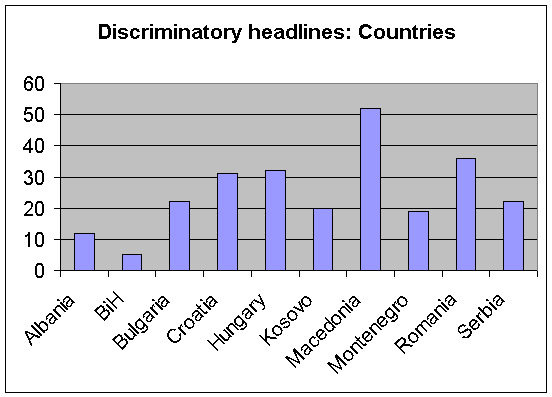 Discriminatory headlines: Countries
60
50
40
30
20
10
0
Albania
BiH
Bulgaria
Croatia
Hungary
Kosovo
Macedonia
Montenegro
Romania
Serbia